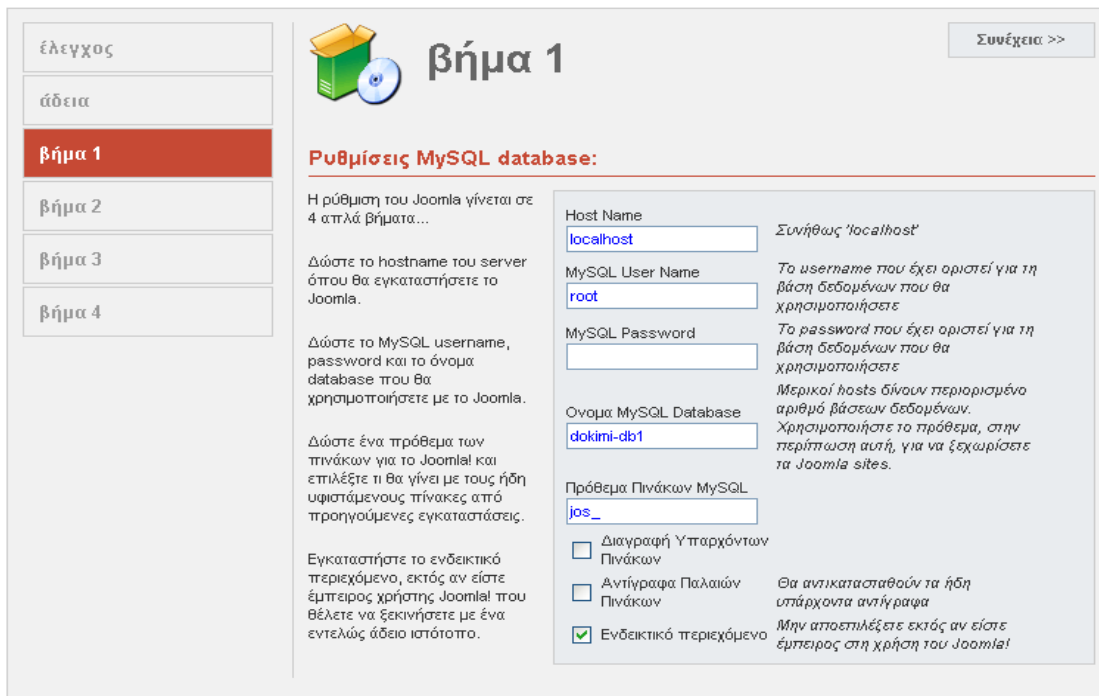 έλεγχος
άδεια
βήμα 1
βήμα 2
βήμα 3
βήμα 4
βήμα 1
Συνέχεια >>
Ρυθμίσεις MySQL database:
Η ρύθμιση του Joomla γίνεται σε
4 απλά βήματα...
Δώστε το hostname του server
όπου θα εγκαταστήσετε το
Joomla.
Δώστε το MySQL username,
password και το όνομα
database που θα
χρησιμοποιήσετε με το Joomla.
Δώστε ένα πρόθεμα των
πινάκων για το Joomla! και
επιλέξτε τι θα γίνει με τους ήδη
υφιστάμενους πίνακες από
προηγούμενες εγκαταστάσεις.
Εγκαταστήστε το ενδεικτικό
περιεχόμενο, εκτός αν είστε
έμπειρος χρήστης Joomla! που
θέλετε να ξεκινήσετε με ένα
εντελώς άδειο ιστότοπο.
Host Name
localhost
Συνήθως 'localhost'
MySQL User Name
root
Το username που έχει οριστεί για τη
βάση δεδομένων που θα
χρησιμοποιήσετε
MySQL Password
Το password που έχει οριστεί για τη
βάση δεδομένων που θα
χρησιμοποιήσετε
Ονομα MySQL Database
dokimi-db1
Μερικοί hosts δίνουν περιορισμένο
αριθμό βάσεων δεδομένων.
Χρησιμοποιήστε το πρόθεμα, στην
περίπτωση αυτή, για να ξεχωρίσετε
τα Joomla sites.
Πρόθεμα Πινάκων MySQL
jos_
Διαγραφή Υπαρχόντων
Πινάκων
Αντίγραφα Παλαιών
Πινάκων
Θα αντικατασταθούν τα ήδη
υπάρχοντα αντίγραφα
Ενδεικτικό περιεχόμενο
Μην αποεπιλέξετε εκτός αν είστε
έμπειρος στη χρήση του Joomla!